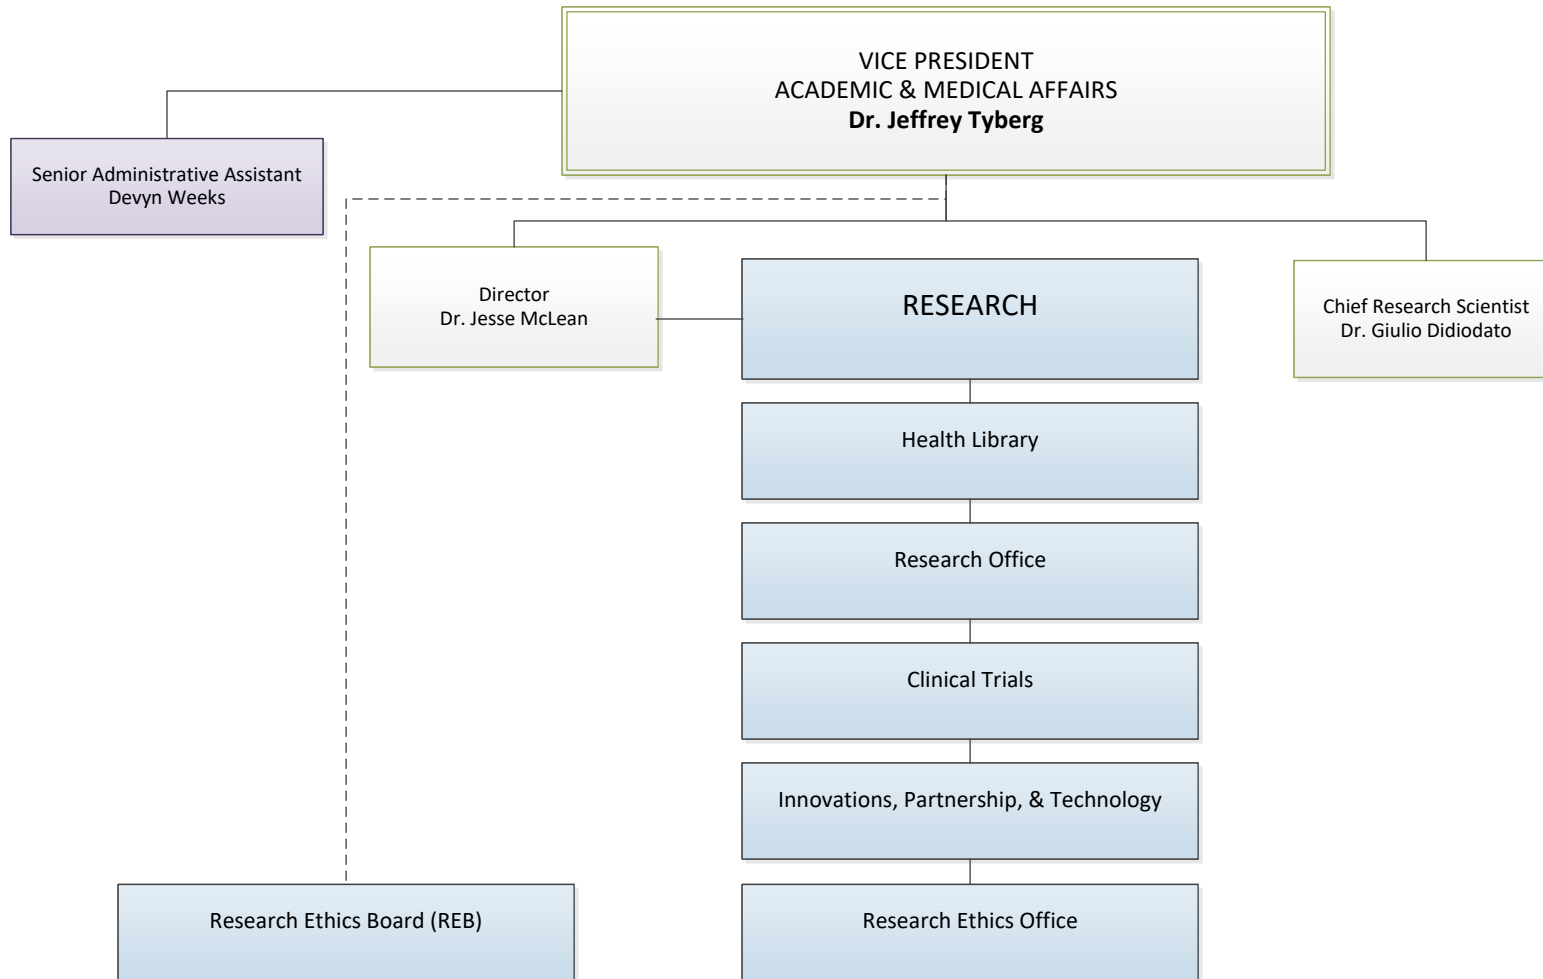 VICE PRESIDENT
ACADEMIC & MEDICAL AFFAIRS
Dr. Jeffrey Tyberg
Senior Administrative Assistant
Devyn Weeks
Director
Dr. Jesse McLean
RESEARCH
Chief Research Scientist
Dr. Giulio Didiodato
Health Library
Research Office
Clinical Trials
Innovations, Partnership, & Technology
Research Ethics Board (REB)
Research Ethics Office